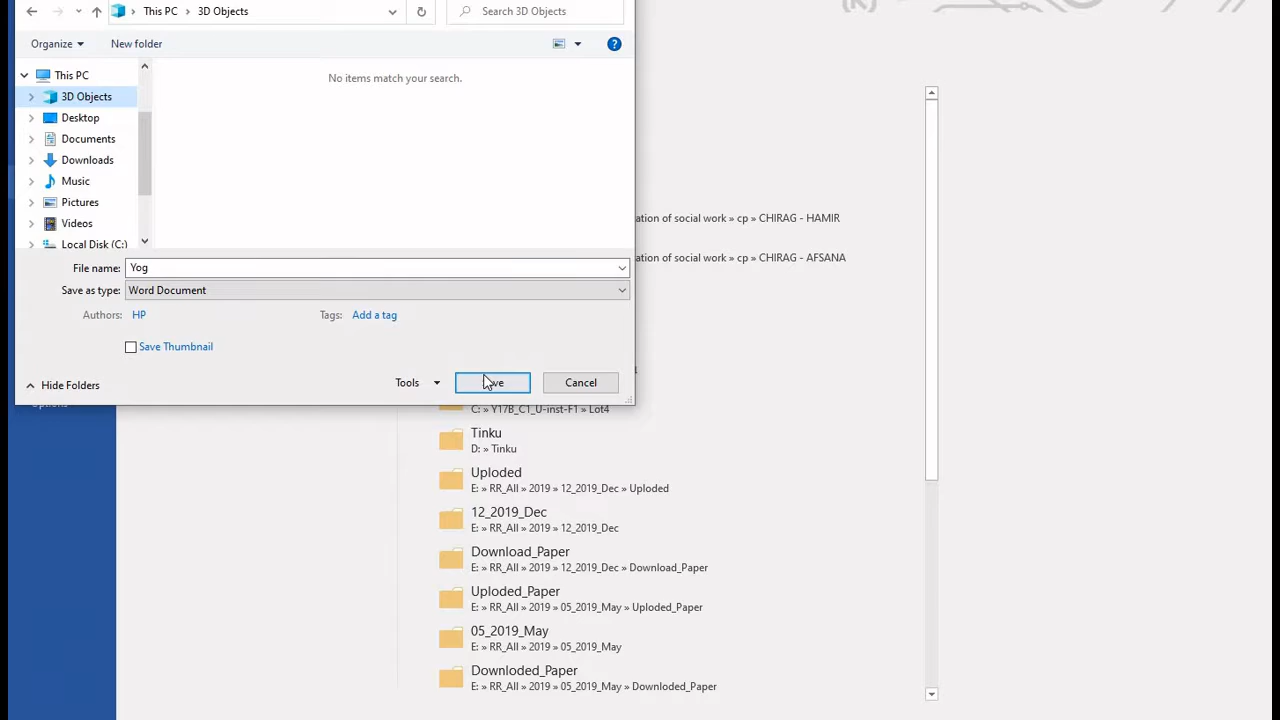 This PC › 3D Objects
Search 3D Objects
Organize
New folder
This PC
3D Objects
Desktop
Documents
Downloads
Music
Pictures
Videos
Local Disk (C:)
No items match your search.
File name: Yog
Save as type: Word Document
Authors: HP
Tags: Add a tag
Save Thumbnail
Hide Folders
Tools
Cancel
ation of social work » cp » CHIRAG - HAMIR
ation of social work » cp » CHIRAG - AFSANA
C: » Y17B_C1_U-inst-F1 » Lot4
Tinku
D: » Tinku
Uploded
E: » RR_All » 2019 » 12_2019_Dec » Uploded
12_2019_Dec
E: » RR_All » 2019 » 12_2019_Dec
Download_Paper
E: » RR_All » 2019 » 12_2019_Dec » Download_Paper
Uploded_Paper
E: » RR_All » 2019 » 05_2019_May » Uploded_Paper
05_2019_May
E: » RR_All » 2019 » 05_2019_May
Downloded_Paper
E: » RR_All » 2019 » 05_2019_May » Downloded_Paper